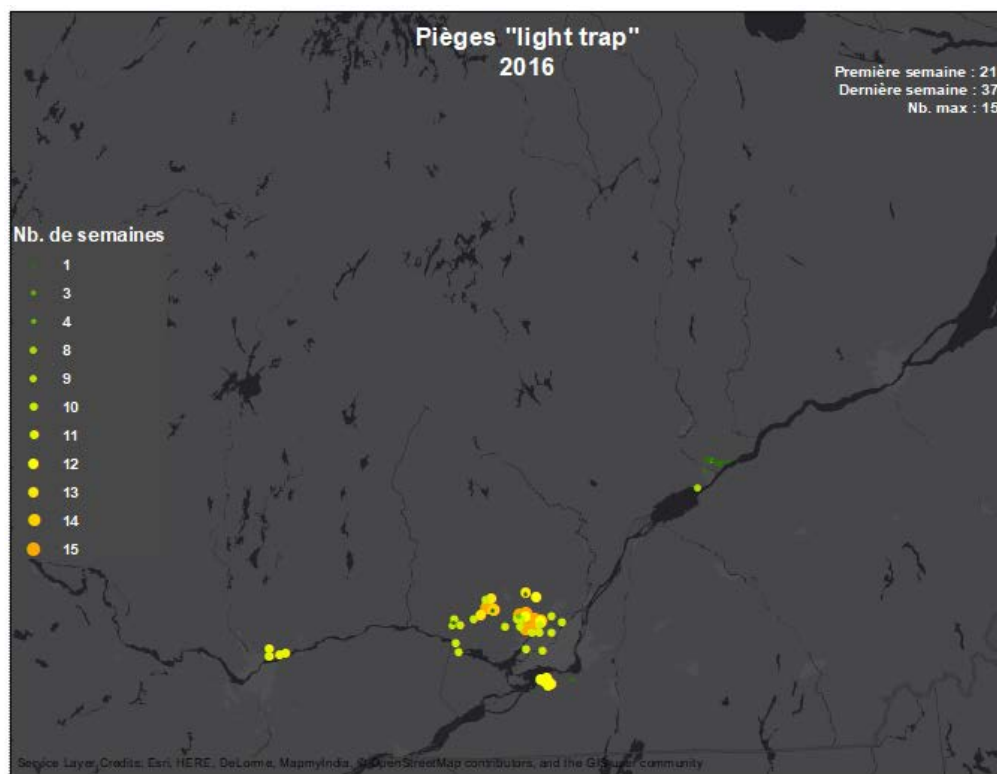 Pièges "light trap"
2016
Première semaine : 21
Dernière semaine : 37
Nb. max : 15
Nb. de semaines
1
3
4
8
9
10
11
12
13
14
15
Service Layer Credits: Esri, HERE, DeLorme, MapmyIndia, © OpenStreetMap contributors, and the GIS user community